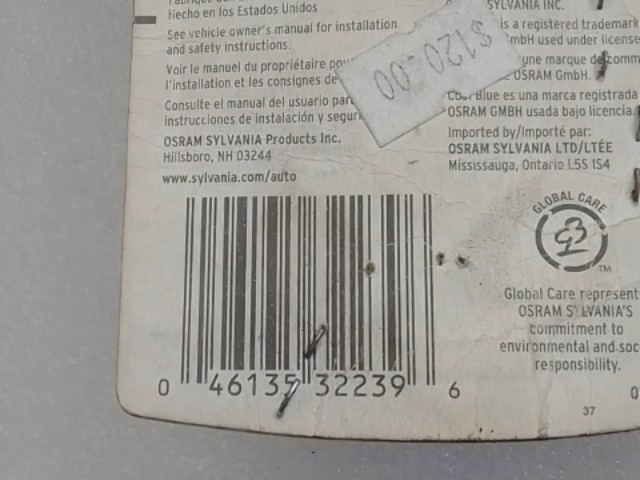 Hecho en los Estados Unidos
See vehicle owner's manual for installation
and safety instructions.
Voir le manuel du propriétaire
l'installation et les consignes de
Consulte el manual del usuario
instrucciones de instalación y
OSRAM SYLVANIA Products Inc.
Hillsboro, NH 03244
www.sylvania.com/auto
$120.00
SYLVANIA INC.
is a registered trademark
GmbH used under license
une marque de
OSRAM GmbH.
Blue es una marca registrada
OSRAM GMBH usada bajo licencia.
Imported by/Importé par:
OSRAM SYLVANIA LTD/LTÉE
Mississauga, Ontario L5S 1S4
GLOBAL CARE
TM
Global Care represent
OSRAM SYLVANIA'S
commitment to
environmental and soc
responsibility.
0 46135 32239 6
37